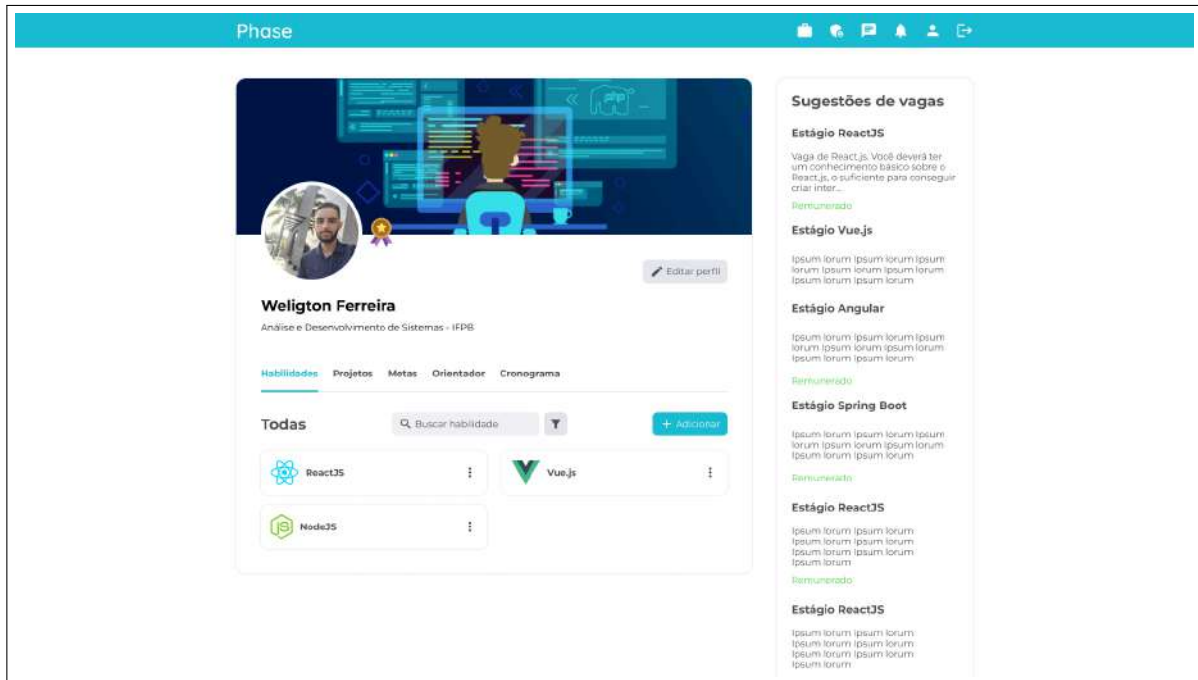 Phase
php
Editar perfil
Weligton Ferreira
Análise e Desenvolvimento de Sistemas - IFPB
Habilidades Projetos Metas Orientador Cronograma
Todas
Buscar habilidade
+ Adicionar
ReactJS
Vue.js
JS
NodeJS
Sugestões de vagas
Estágio ReactJS
Vaga de React.js. Você deverá ter
um conhecimento básico sobre o
React.js, o suficiente para conseguir
criar inter...
Remunerado
Estágio Vue.js
Ipsum lorum Ipsum lorum Ipsum
lorum Ipsum lorum Ipsum lorum
Ipsum lorum Ipsum lorum
Estágio Angular
Ipsum lorum Ipsum lorum Ipsum
lorum Ipsum lorum Ipsum lorum
Ipsum lorum Ipsum lorum
Remunerado
Estágio Spring Boot
Ipsum lorum Ipsum lorum Ipsum
lorum Ipsum lorum Ipsum lorum
Ipsum lorum Ipsum lorum
Remunerado
Estágio ReactJS
Ipsum lorum Ipsum lorum
Ipsum lorum Ipsum lorum
Ipsum lorum Ipsum lorum
Ipsum lorum
Remunerado
Estágio ReactJS
Ipsum lorum Ipsum lorum
Ipsum lorum Ipsum lorum
Ipsum lorum Ipsum lorum
Ipsum lorum